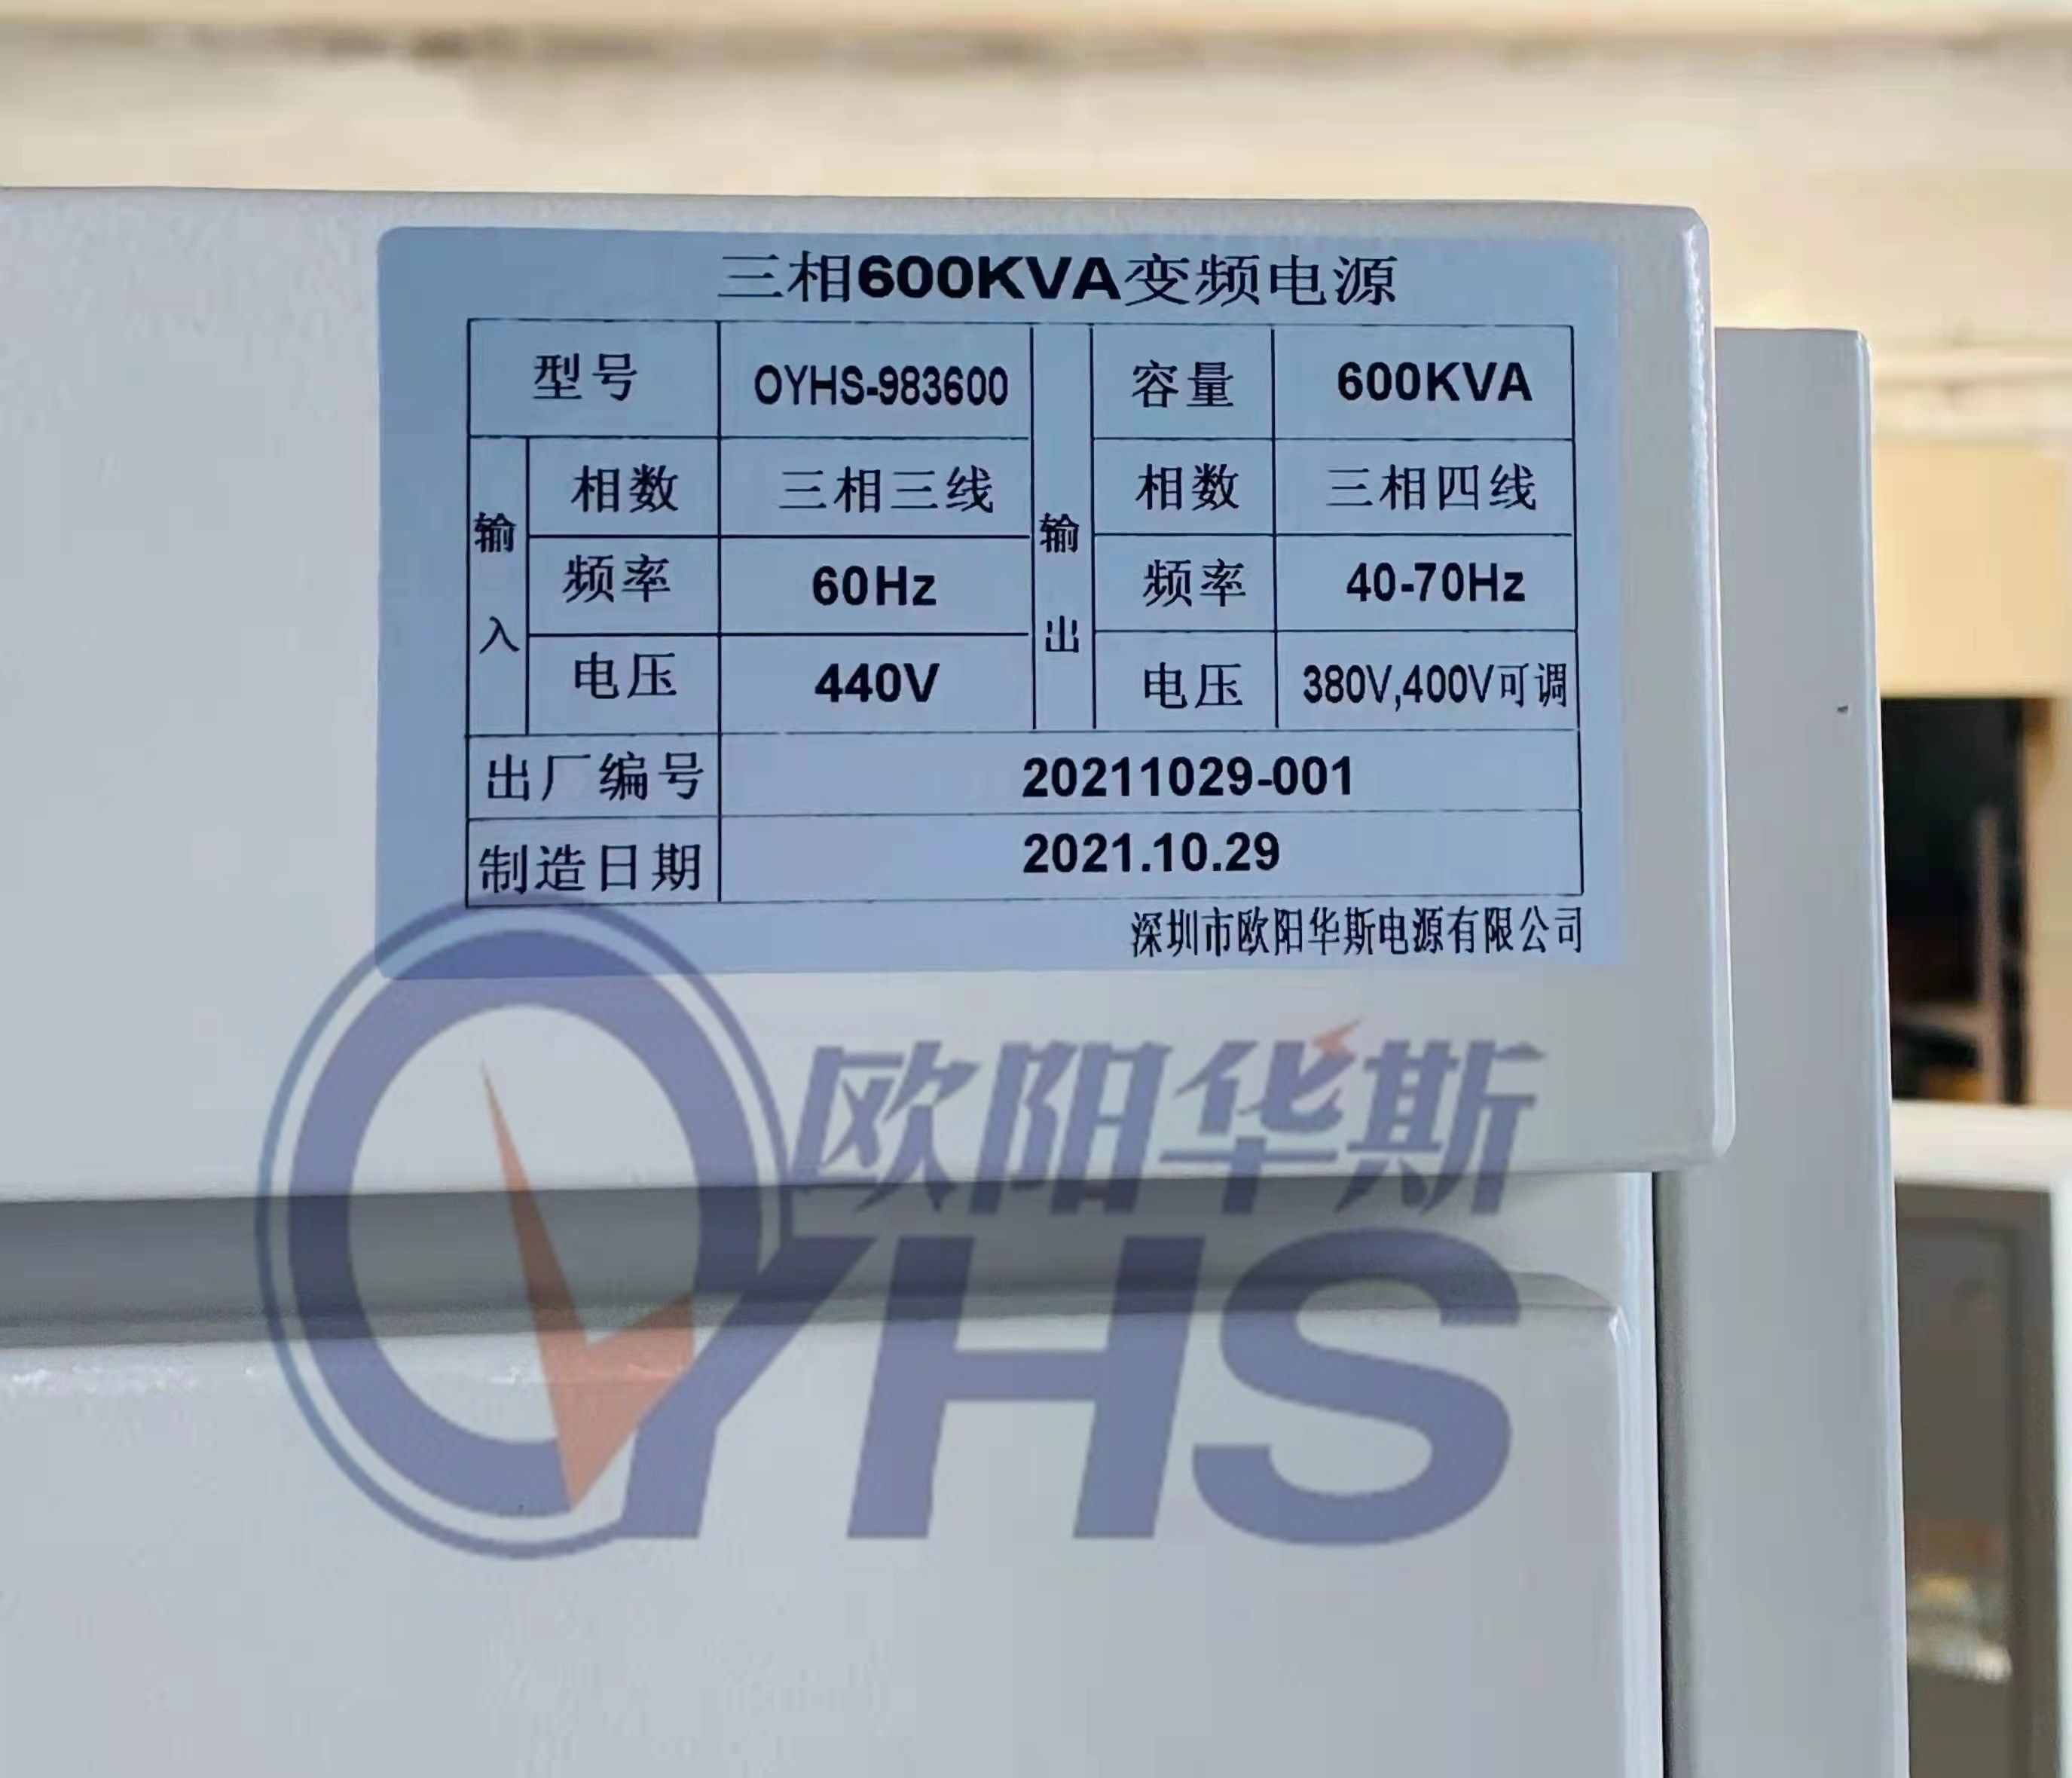 三相600KVA变频电源
型号 OYHS-983600 容量 600KVA
输入 相数 三相三线 输出 相数 三相四线
频率 60Hz 频率 40-70Hz
电压 440V 电压 380V,400V可调
出厂编号 20211029-001
制造日期 2021.10.29
深圳市欧阳华斯电源有限公司
欧阳华斯
OYHS